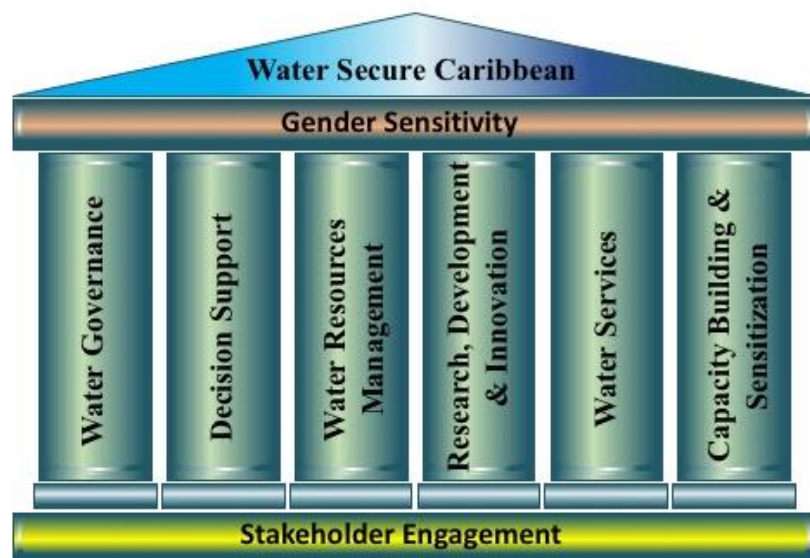 Water Secure Caribbean
Gender Sensitivity
Water Governance
Decision Support
Water Resources
Management
Research, Development
& Innovation
Water Services
Capacity Building &
Sensitization
Stakeholder Engagement